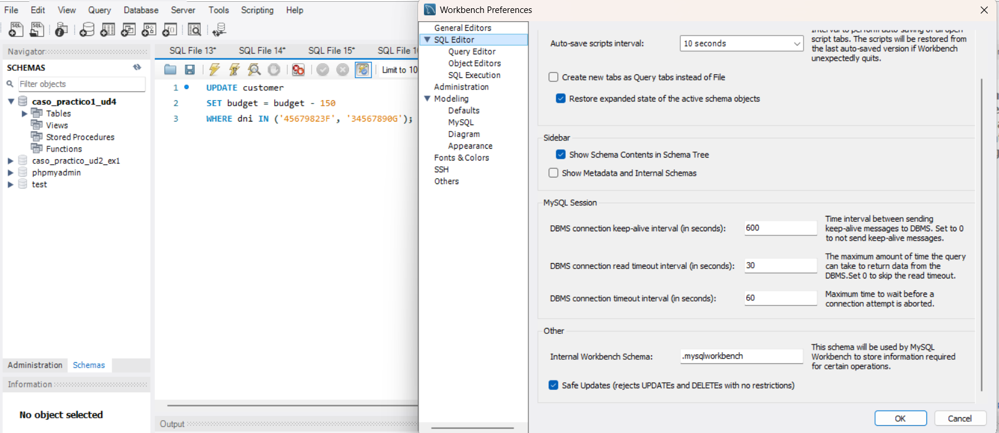 File Edit View Query Database Server Tools Scripting Help
Navigator
SCHEMAS
Filter objects
caso_practico1_ud4
Tables
Views
Stored Procedures
Functions
caso_practico_ud2_ex1
phpmyadmin
test
Administration Schemas
Information
No object selected
SQL File 13* SQL File 14* SQL File 15* SQL File 1
Limit to 10
1 UPDATE customer
2 SET budget = budget - 150
3 WHERE dni IN ('45679823F', '34567890G');
Output
Workbench Preferences
General Editors
SQL Editor
Query Editor
Object Editors
SQL Execution
Administration
Modeling
Defaults
MySQL
Diagram
Appearance
Fonts & Colors
SSH
Others
Auto-save scripts interval: 10 seconds
Interval to perform auto-saving of all open
script tabs. The scripts will be restored from
the last auto-saved version if Workbench
unexpectedly quits.
Create new tabs as Query tabs instead of File
Restore expanded state of the active schema objects
Sidebar
Show Schema Contents in Schema Tree
Show Metadata and Internal Schemas
MySQL Session
DBMS connection keep-alive interval (in seconds): 600
Time interval between sending
keep-alive messages to DBMS. Set to 0
to not send keep-alive messages.
DBMS connection read timeout interval (in seconds): 30
The maximum amount of time the query
can take to return data from the
DBMS.Set 0 to skip the read timeout.
DBMS connection timeout interval (in seconds): 60
Maximum time to wait before a
connection attempt is aborted.
Other
Internal Workbench Schema: .mysqlworkbench
This schema will be used by MySQL
Workbench to store information required
for certain operations.
Safe Updates (rejects UPDATEs and DELETEs with no restrictions)
OK Cancel